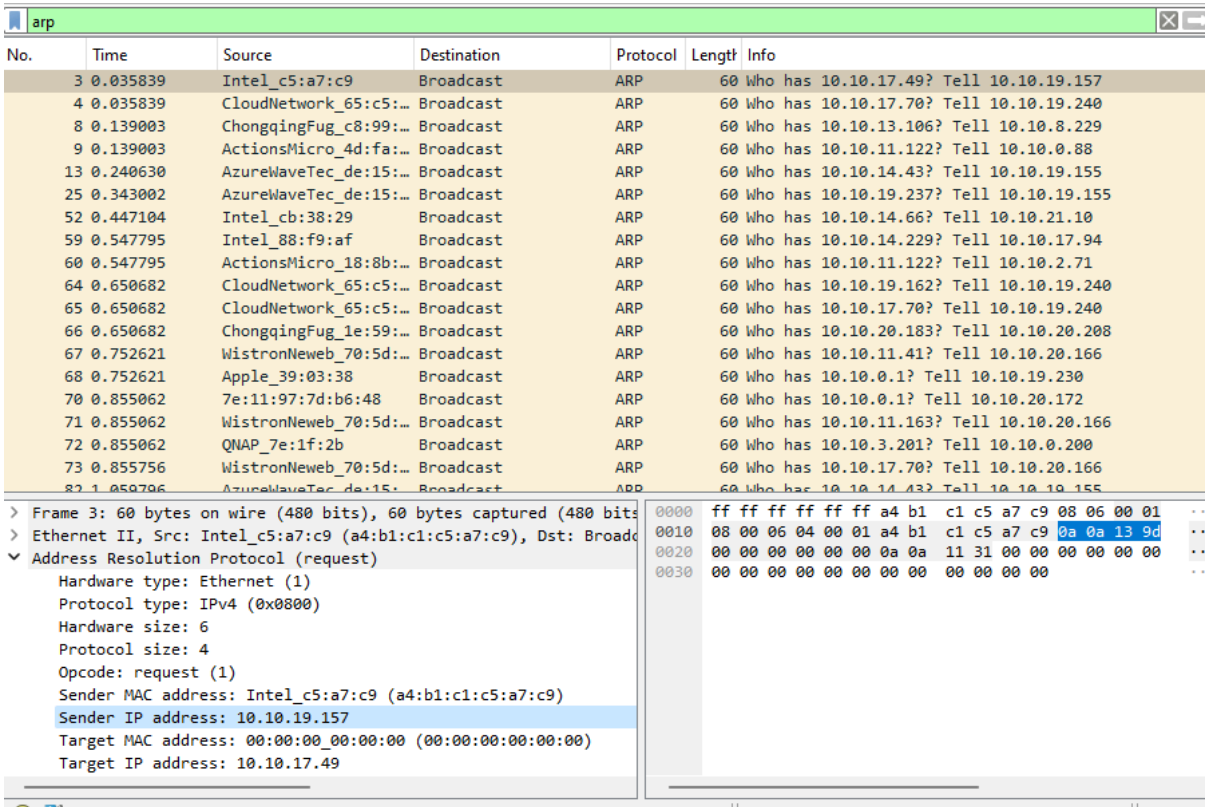 arp
No. Time Source Destination Protocol Length Info
3 0.035839 Intel_c5:a7:c9 Broadcast ARP 60 Who has 10.10.17.49? Tell 10.10.19.157
4 0.035839 CloudNetwork_65:c5:… Broadcast ARP 60 Who has 10.10.17.70? Tell 10.10.19.240
8 0.139003 ChongqingFug_c8:99:… Broadcast ARP 60 Who has 10.10.13.106? Tell 10.10.8.229
9 0.139003 ActionsMicro_4d:fa:… Broadcast ARP 60 Who has 10.10.11.122? Tell 10.10.0.88
13 0.240630 AzureWaveTec_de:15:… Broadcast ARP 60 Who has 10.10.14.43? Tell 10.10.19.155
25 0.343002 AzureWaveTec_de:15:… Broadcast ARP 60 Who has 10.10.19.237? Tell 10.10.19.155
52 0.447104 Intel_cb:38:29 Broadcast ARP 60 Who has 10.10.14.66? Tell 10.10.21.10
59 0.547795 Intel_88:f9:af Broadcast ARP 60 Who has 10.10.14.229? Tell 10.10.17.94
60 0.547795 ActionsMicro_18:8b:… Broadcast ARP 60 Who has 10.10.11.122? Tell 10.10.2.71
64 0.650682 CloudNetwork_65:c5:… Broadcast ARP 60 Who has 10.10.19.162? Tell 10.10.19.240
65 0.650682 CloudNetwork_65:c5:… Broadcast ARP 60 Who has 10.10.17.70? Tell 10.10.19.240
66 0.650682 ChongqingFug_1e:59:… Broadcast ARP 60 Who has 10.10.20.183? Tell 10.10.20.208
67 0.752621 WistronNeweb_70:5d:… Broadcast ARP 60 Who has 10.10.11.41? Tell 10.10.20.166
68 0.752621 Apple_39:03:38 Broadcast ARP 60 Who has 10.10.0.1? Tell 10.10.19.230
70 0.855062 7e:11:97:7d:b6:48 Broadcast ARP 60 Who has 10.10.0.1? Tell 10.10.20.172
71 0.855062 WistronNeweb_70:5d:… Broadcast ARP 60 Who has 10.10.11.163? Tell 10.10.20.166
72 0.855062 QNAP_7e:1f:2b Broadcast ARP 60 Who has 10.10.3.201? Tell 10.10.0.200
73 0.855756 WistronNeweb_70:5d:… Broadcast ARP 60 Who has 10.10.17.70? Tell 10.10.20.166
82 1.059796 AzureWaveTec_de:15:… Broadcast ARP 60 Who has 10.10.14.43? Tell 10.10.19.155
Frame 3: 60 bytes on wire (480 bits), 60 bytes captured (480 bits
Ethernet II, Src: Intel_c5:a7:c9 (a4:b1:c1:c5:a7:c9), Dst: Broadc
Address Resolution Protocol (request)
Hardware type: Ethernet (1)
Protocol type: IPv4 (0x0800)
Hardware size: 6
Protocol size: 4
Opcode: request (1)
Sender MAC address: Intel_c5:a7:c9 (a4:b1:c1:c5:a7:c9)
Sender IP address: 10.10.19.157
Target MAC address: 00:00:00_00:00:00 (00:00:00:00:00:00)
Target IP address: 10.10.17.49
0000 ff ff ff ff ff ff a4 b1 c1 c5 a7 c9 08 06 00 01 ··
0010 08 00 06 04 00 01 a4 b1 c1 c5 a7 c9 0a 0a 13 9d ··
0020 00 00 00 00 00 00 0a 0a 11 31 00 00 00 00 00 00 ··
0030 00 00 00 00 00 00 00 00 00 00 00 00 ··